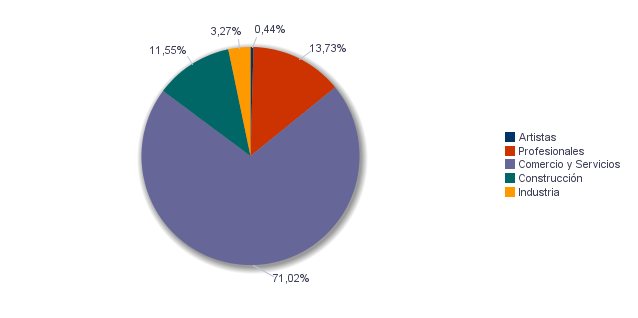 3,27%
0,44%
11,55%
13,73%
71,02%
Artistas
Profesionales
Comercio y Servicios
Construcción
Industria